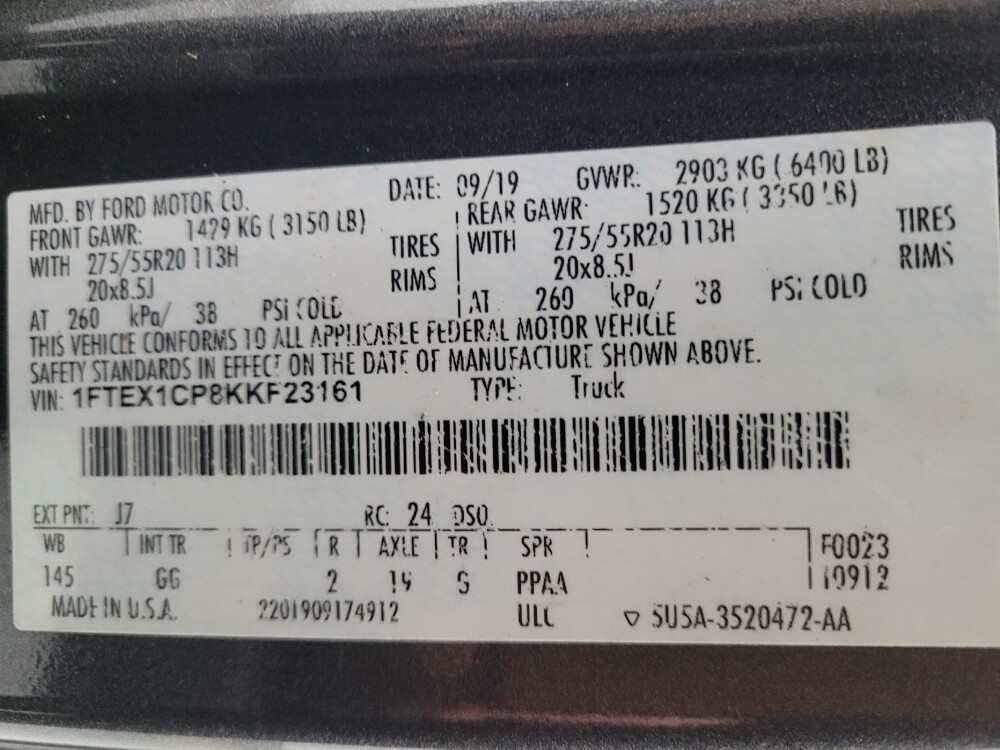 MFD. BY FORD MOTOR CO. DATE: 09/19 GVWR: 2903 KG ( 6400 LB)
FRONT GAWR: 1429 KG ( 3150 LB) REAR GAWR: 1520 KG ( 3350 LB)
WITH 275/55R20 113H TIRES WITH 275/55R20 113H TIRES
20x8.5J RIMS 20x8.5J RIMS
AT 260 kPa/ 38 PSI COLD AT 260 kPa/ 38 PSI COLD
THIS VEHICLE CONFORMS TO ALL APPLICABLE FEDERAL MOTOR VEHICLE
SAFETY STANDARDS IN EFFECT ON THE DATE OF MANUFACTURE SHOWN ABOVE.
VIN: 1FTEX1CP8KKF23161 TYPE: Truck
EXT PNT: J7 RC: 24 DSO:
WB INT TR TP/PS R AXLE TR SPR F0023
145 GG 2 19 S PPAA 10912
MADE IN U.S.A. 2201909174912 ULC ▽ 5U5A-3520472-AA